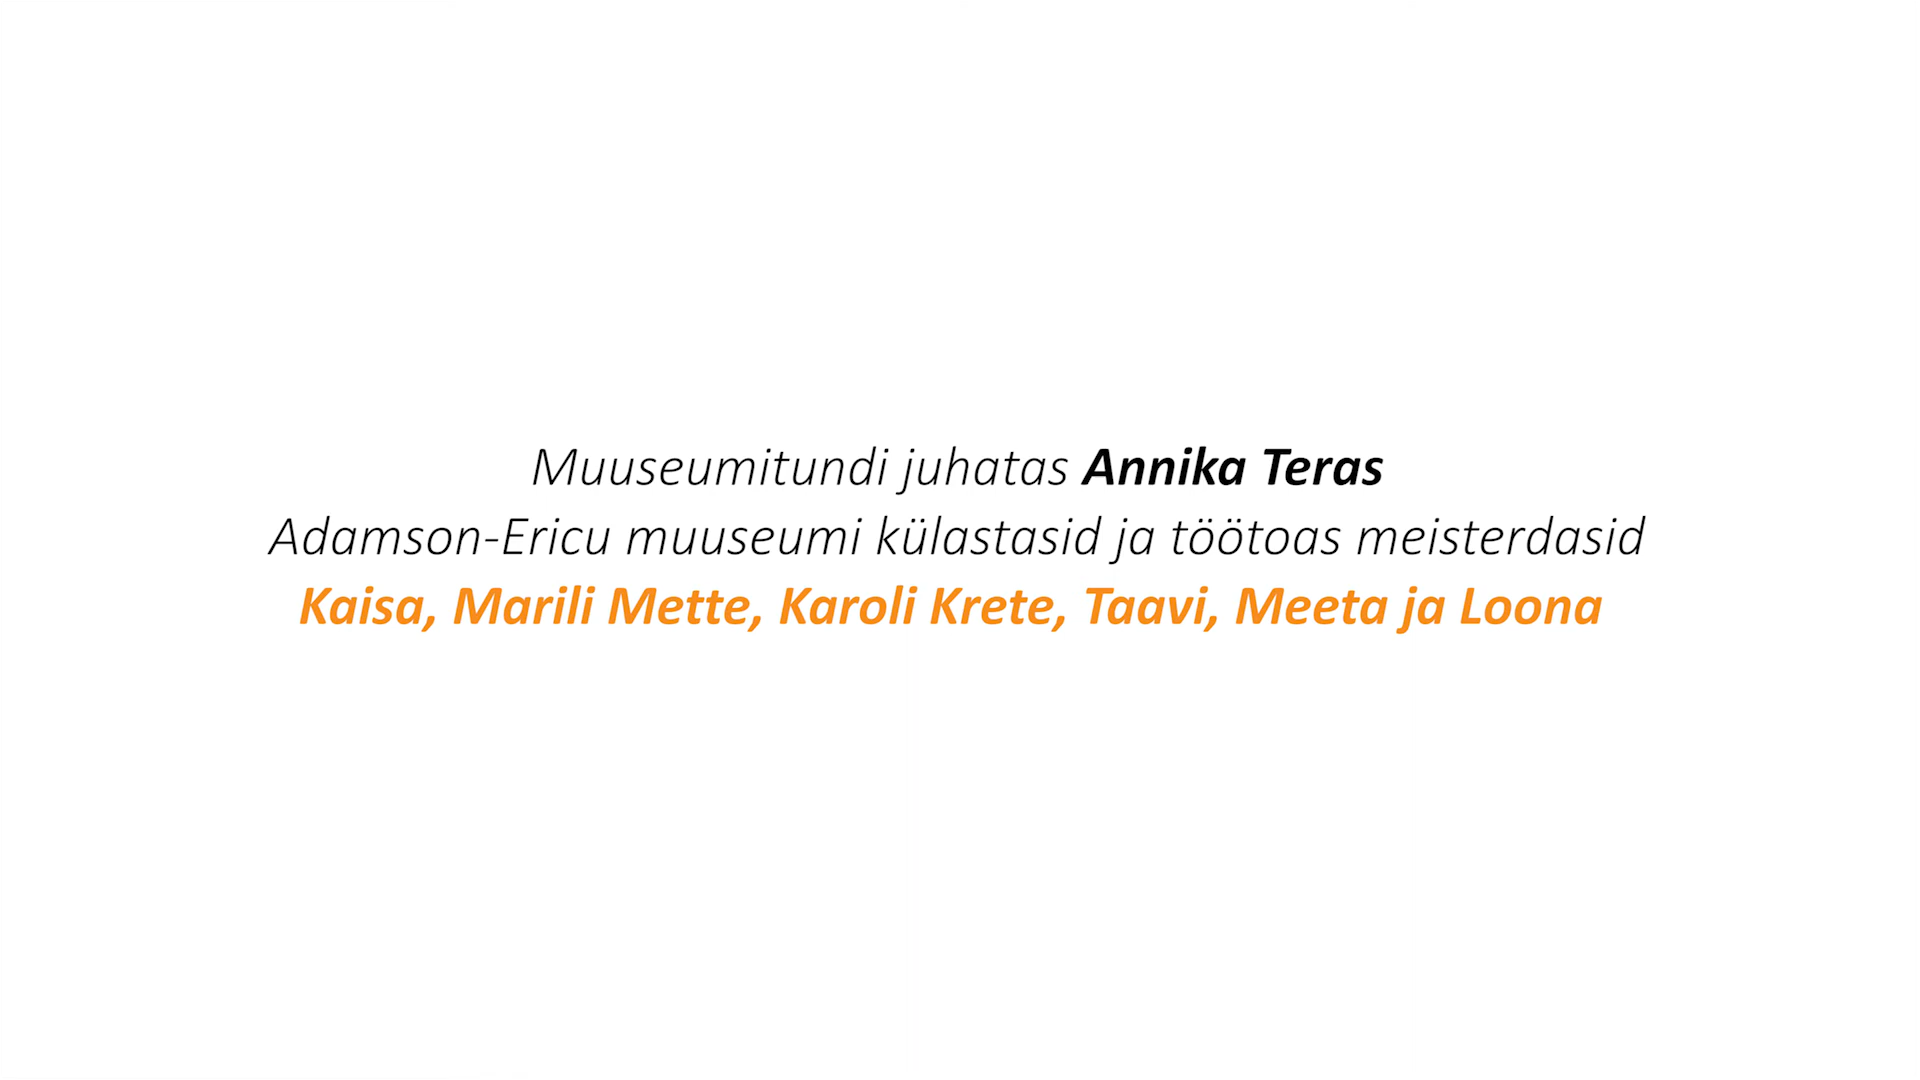 Muuseumitundi juhatas Annika Teras
Adamson-Ericu muuseumi külastasid ja töötoas meisterdasid
Kaisa, Marili Mette, Karoli Krete, Taavi, Meeta ja Loona